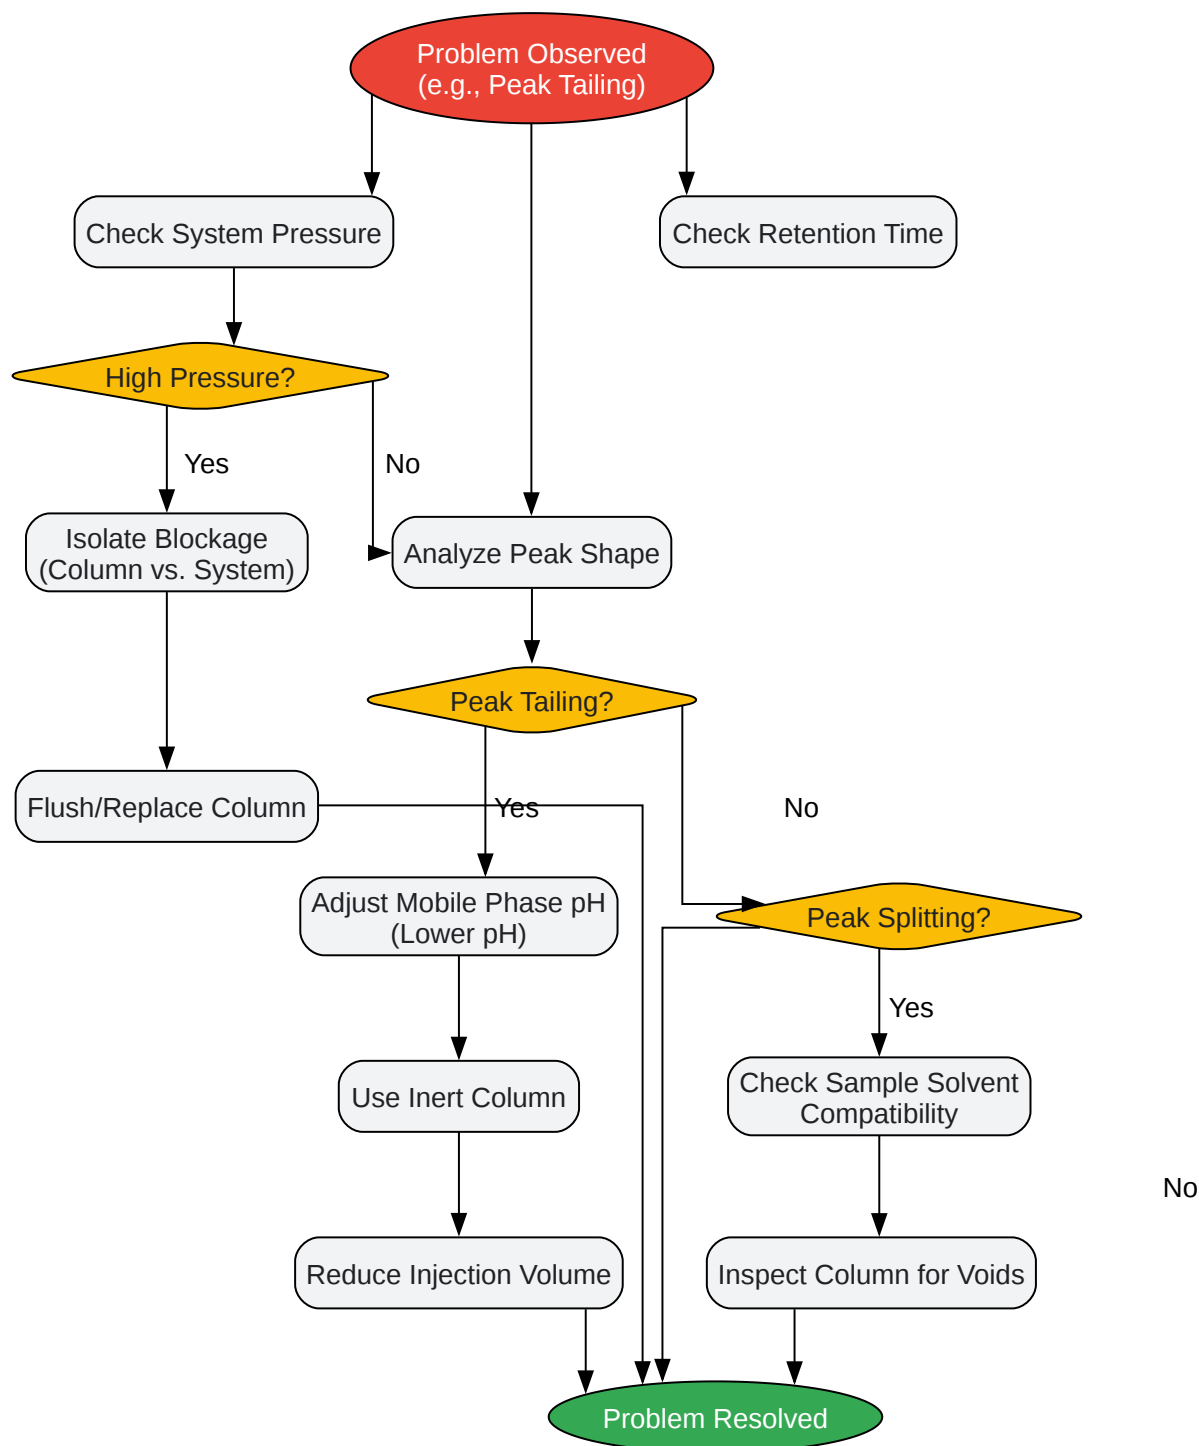 Problem Observed
(e.g., Peak Tailing)
Check System Pressure
Check Retention Time
High Pressure?
Yes
No
Isolate Blockage
(Column vs. System)
Analyze Peak Shape
Peak Tailing?
Flush/Replace Column
Yes
No
Adjust Mobile Phase pH
(Lower pH)
Peak Splitting?
Yes
Use Inert Column
Check Sample Solvent
Compatibility
No
Reduce Injection Volume
Inspect Column for Voids
Problem Resolved